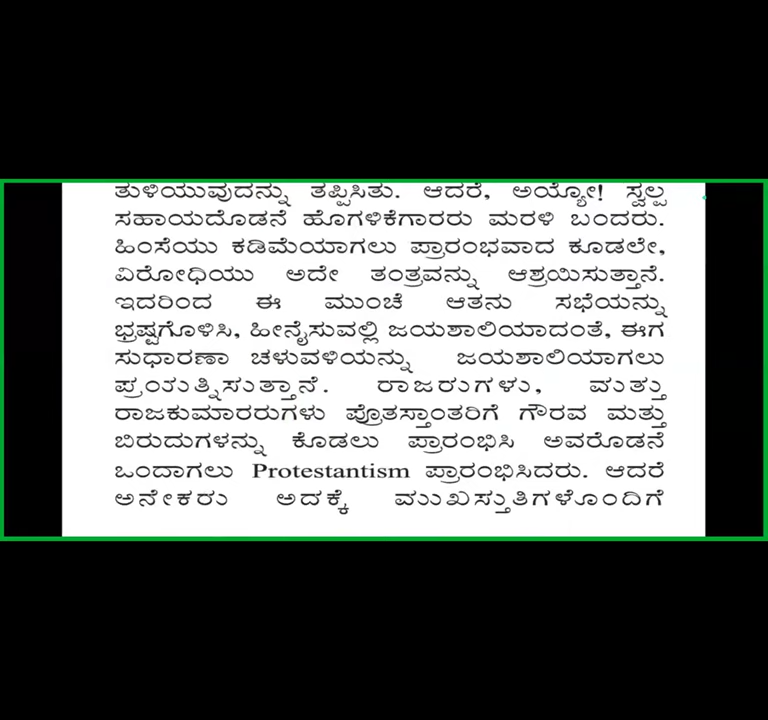 ತುಳಿಯುವುದನ್ನು ತಪ್ಪಿಸಿತು. ಆದರೆ, ಅಯ್ಯೋ! ಸ್ವಲ್ಪ
ಸಹಾಯದೊಡನೆ ಹೊಗಳಿಕೆಗಾರರು ಮರಳಿ ಬಂದರು.
ಹಿಂಸೆಯು ಕಡಿಮೆಯಾಗಲು ಪ್ರಾರಂಭವಾದ ಕೂಡಲೇ,
ವಿರೋಧಿಯು ಅದೇ ತಂತ್ರವನ್ನು ಆಶ್ರಯಿಸುತ್ತಾನೆ.
ಇದರಿಂದ ಈ ಮುಂಚೆ ಆತನು ಸಭೆಯನ್ನು
ಭ್ರಷ್ಟಗೊಳಿಸಿ, ಹೀನೈಸುವಲ್ಲಿ ಜಯಶಾಲಿಯಾದಂತೆ, ಈಗ
ಸುಧಾರಣಾ ಚಳುವಳಿಯನ್ನು ಜಯಶಾಲಿಯಾಗಲು
ಪ್ರಯತ್ನಿಸುತ್ತಾನೆ. ರಾಜರುಗಳು, ಮತ್ತು
ರಾಜಕುಮಾರರುಗಳು ಪ್ರೊತಸ್ತಾಂತರಿಗೆ ಗೌರವ ಮತ್ತು
ಬಿರುದುಗಳನ್ನು ಕೊಡಲು ಪ್ರಾರಂಭಿಸಿ ಅವರೊಡನೆ
ಒಂದಾಗಲು Protestantism ಪ್ರಾರಂಭಿಸಿದರು. ಆದರೆ
ಅನೇಕರು ಅದಕ್ಕೆ ಮುಖಸ್ತುತಿಗಳೊಂದಿಗೆ